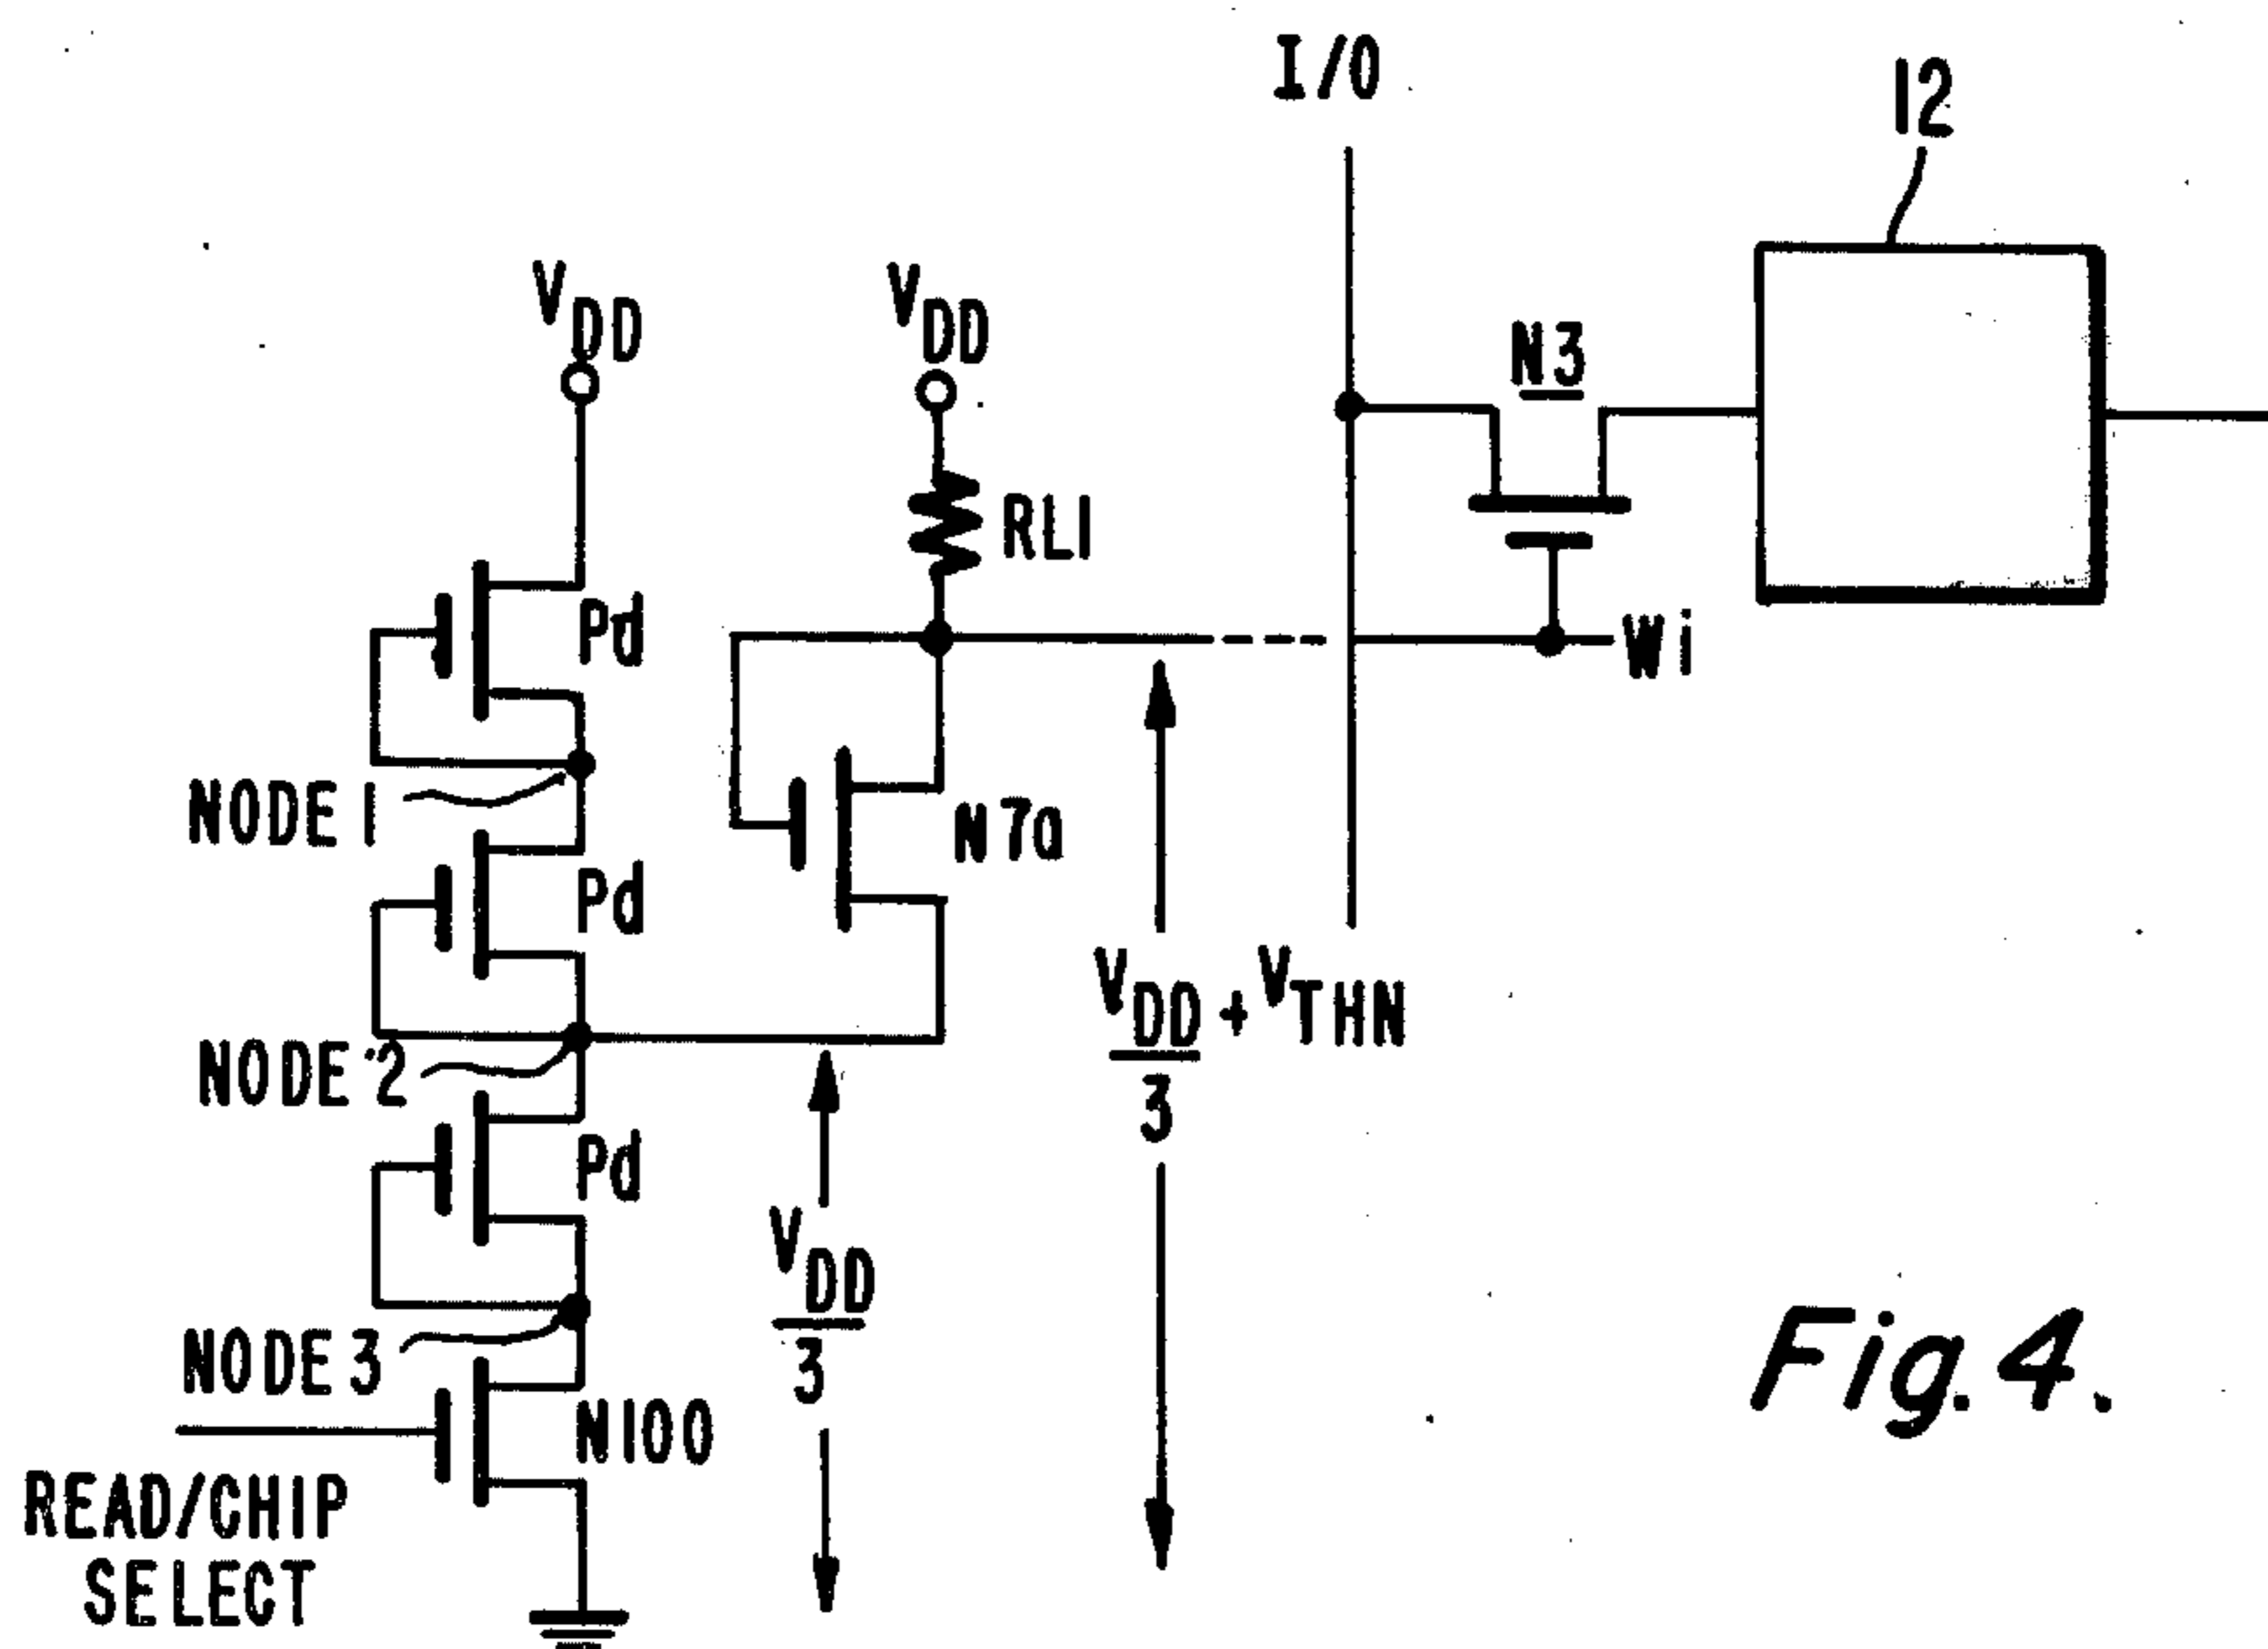 I/O
12
VDD
VDD
N3
RL1
Pd
Wi
NODE 1
N7a
Pd
VDD + VTHN
3
NODE 2
Pd
VDD
3
NODE 3
N100
READ/CHIP
SELECT
Fig. 4.